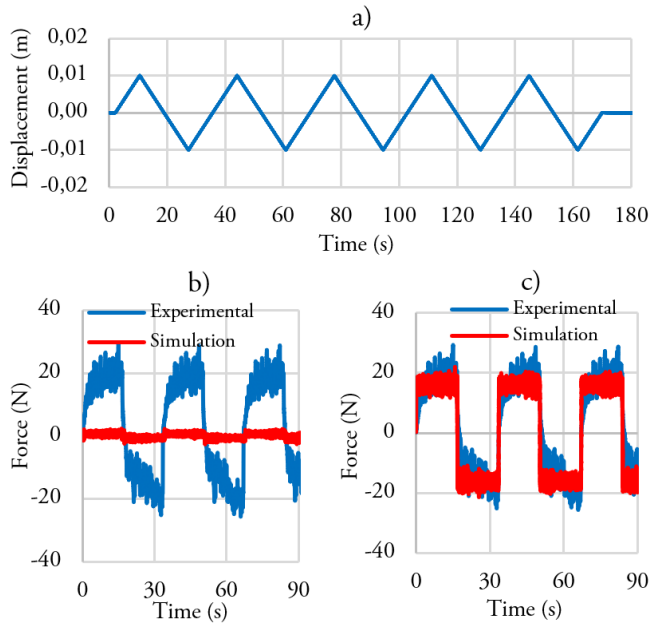 a)
Displacement (m)
0,02
0,01
0,00
-0,01
-0,02
0 20 40 60 80 100 120 140 160 180
Time (s)
b)
Force (N)
40
20
0
-20
-40
Experimental
Simulation
0 30 60 90
Time (s)
c)
Force (N)
40
20
0
-20
-40
Experimental
Simulation
0 30 60 90
Time (s)